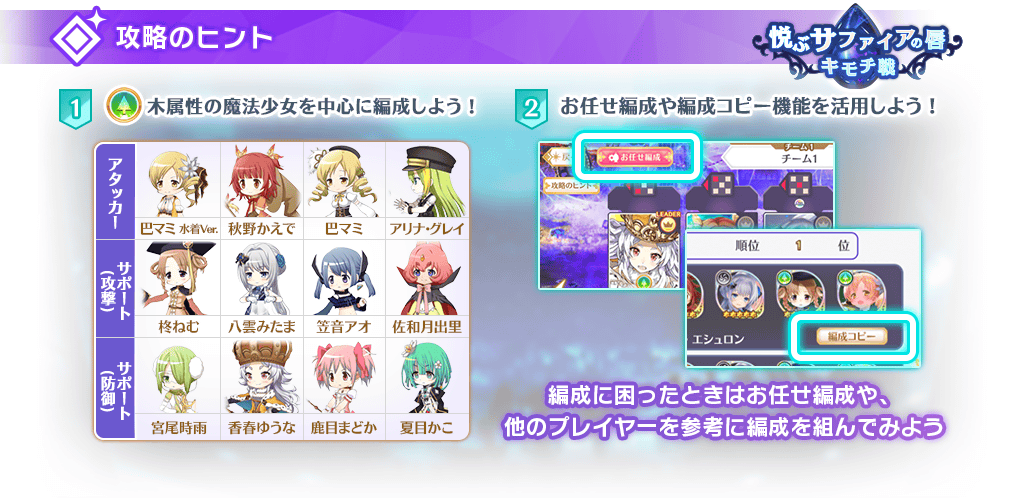 攻略のヒント
悦ぶサファイアの唇
キモチ戦
1 木属性の魔法少女を中心に編成しよう！
アタッカー
巴マミ 水着Ver.
秋野かえで
巴マミ
アリナ・グレイ
サポート
(攻撃)
柊ねむ
八雲みたま
笠音アオ
佐和月出里
サポート
(防御)
宮尾時雨
香春ゆうな
鹿目まどか
夏目かこ
2 お任せ編成や編成コピー機能を活用しよう！
戻
お任せ編成
チーム1
チーム1
攻略のヒント
LEADER
順位 1 位
エシュロン
編成コピー
編成に困ったときはお任せ編成や、
他のプレイヤーを参考に編成を組んでみよう